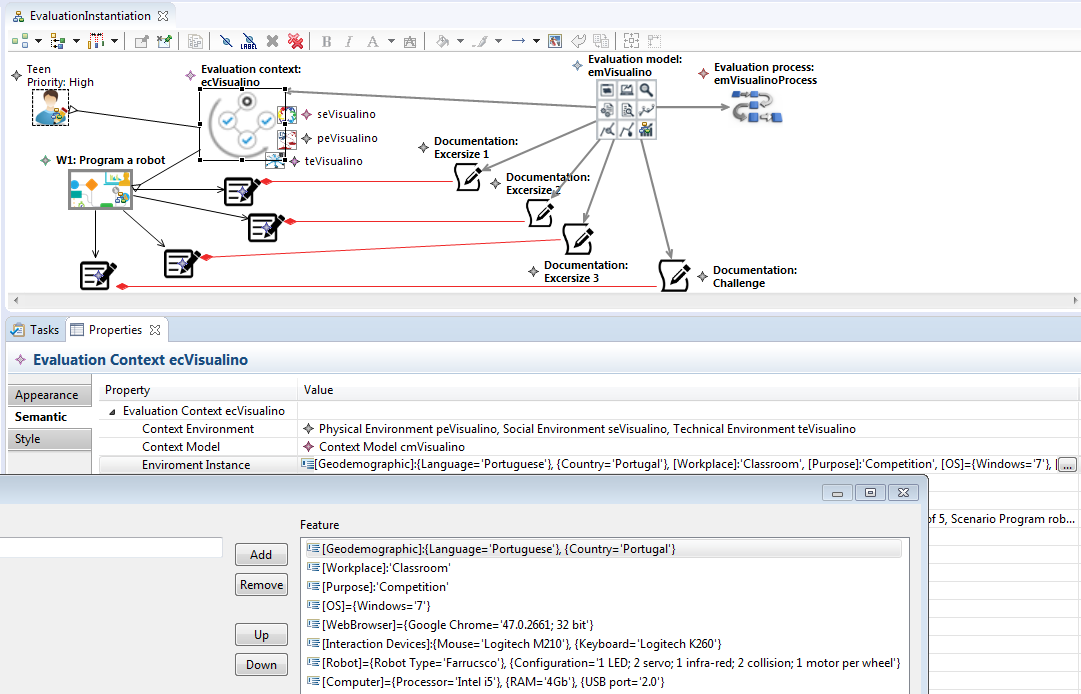 EvaluationInstantiation
LABEL
B I A A
Teen
Priority: High
Evaluation context:
ecVisualino
Evaluation model:
emVisualino
Evaluation process:
emVisualinoProcess
seVisualino
peVisualino
teVisualino
Documentation:
Excersize 1
W1: Program a robot
Documentation:
Excersize 2
Documentation:
Excersize 3
Documentation:
Challenge
Tasks Properties
Evaluation Context ecVisualino
Appearance
Semantic
Style
Property Value
Evaluation Context ecVisualino
Context Environment Physical Environment peVisualino, Social Environment seVisualino, Technical Environment teVisualino
Context Model Context Model cmVisualino
Enviroment Instance [Geodemographic]:{Language='Portuguese'}, {Country='Portugal'}, [Workplace]:'Classroom', [Purpose]:'Competition', [OS]={Windows='7'}, [ ...
of 5, Scenario Program rob...
Feature
Add
Remove
Up
Down
[Geodemographic]:{Language='Portuguese'}, {Country='Portugal'}
[Workplace]:'Classroom'
[Purpose]:'Competition'
[OS]={Windows='7'}
[WebBrowser]={Google Chrome='47.0.2661; 32 bit'}
[Interaction Devices]:{Mouse='Logitech M210'}, {Keyboard='Logitech K260'}
[Robot]={Robot Type='Farrucsco'}, {Configuration='1 LED; 2 servo; 1 infra-red; 2 collision; 1 motor per wheel'}
[Computer]={Processor='Intel i5'}, {RAM='4Gb'}, {USB port='2.0'}